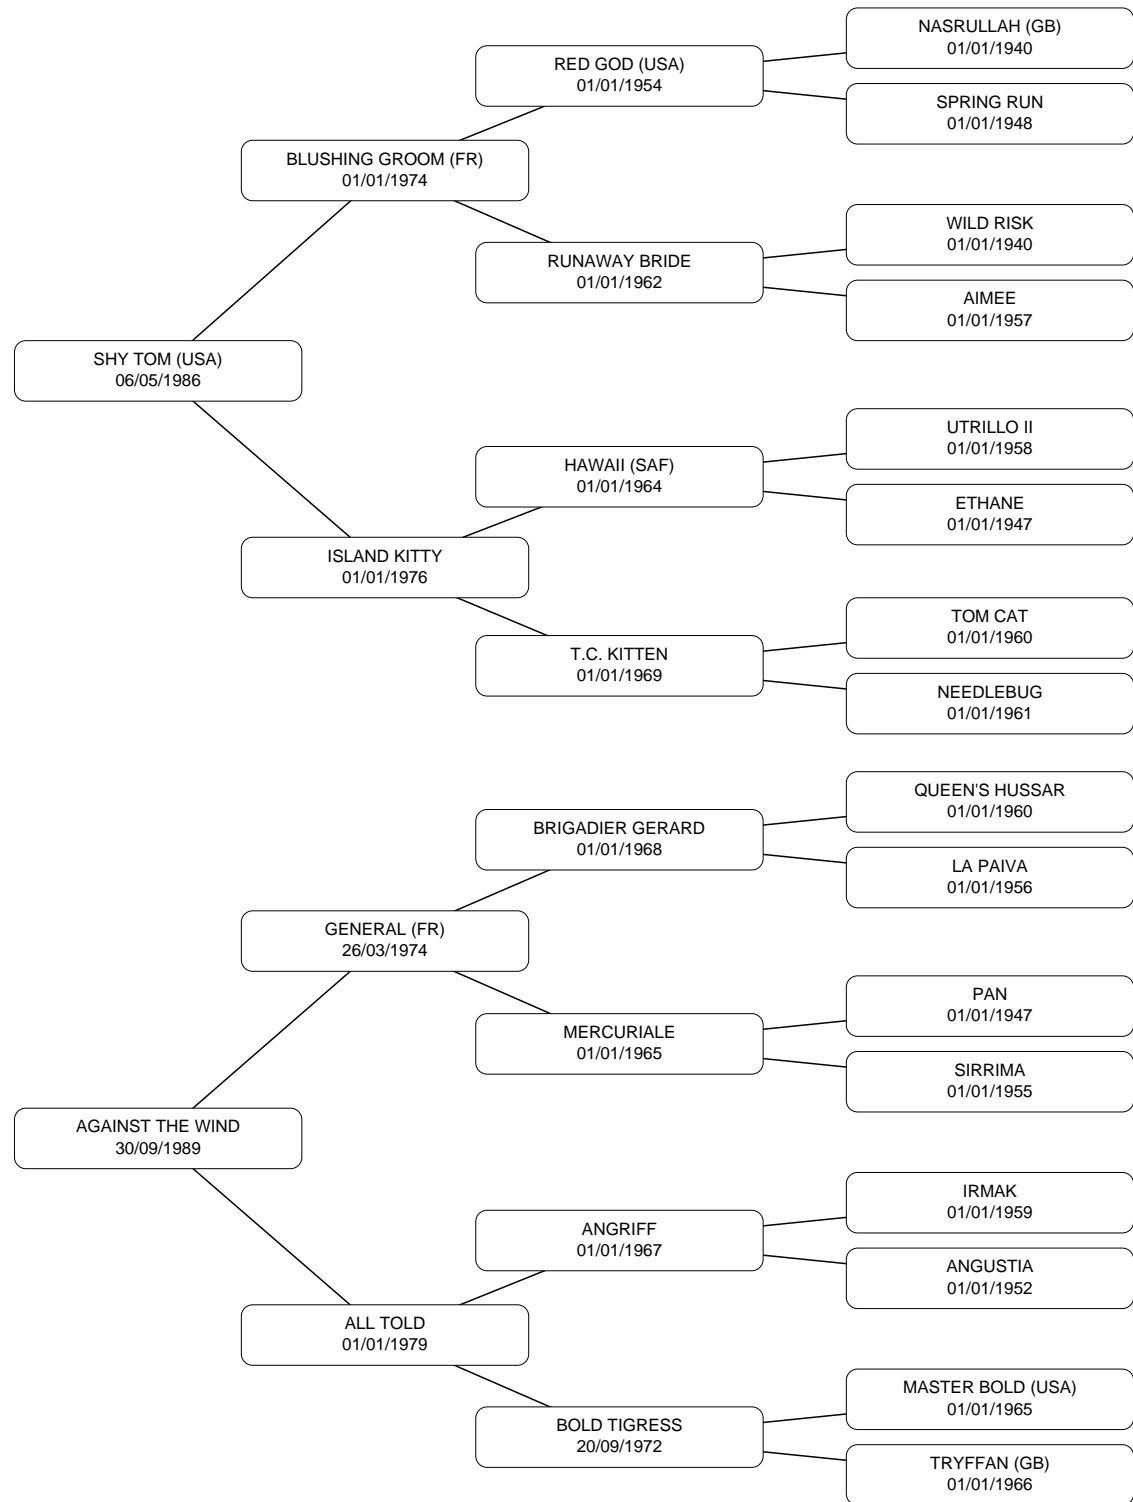 NASRULLAH (GB)
01/01/1940
RED GOD (USA)
01/01/1954
SPRING RUN
01/01/1948
BLUSHING GROOM (FR)
01/01/1974
WILD RISK
01/01/1940
RUNAWAY BRIDE
01/01/1962
AIMEE
01/01/1957
SHY TOM (USA)
06/05/1986
UTRILLO II
01/01/1958
HAWAII (SAF)
01/01/1964
ETHANE
01/01/1947
ISLAND KITTY
01/01/1976
TOM CAT
01/01/1960
T.C. KITTEN
01/01/1969
NEEDLEBUG
01/01/1961
QUEEN'S HUSSAR
01/01/1960
BRIGADIER GERARD
01/01/1968
LA PAIVA
01/01/1956
GENERAL (FR)
26/03/1974
PAN
01/01/1947
MERCURIALE
01/01/1965
SIRRIMA
01/01/1955
AGAINST THE WIND
30/09/1989
IRMAK
01/01/1959
ANGRIFF
01/01/1967
ANGUSTIA
01/01/1952
ALL TOLD
01/01/1979
MASTER BOLD (USA)
01/01/1965
BOLD TIGRESS
20/09/1972
TRYFFAN (GB)
01/01/1966